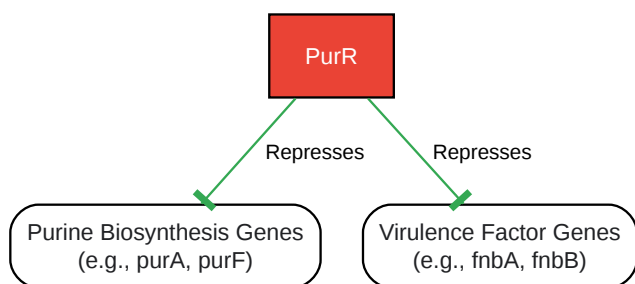 PurR
Represses
Represses
Purine Biosynthesis Genes
(e.g., purA, purF)
Virulence Factor Genes
(e.g., fnbA, fnbB)